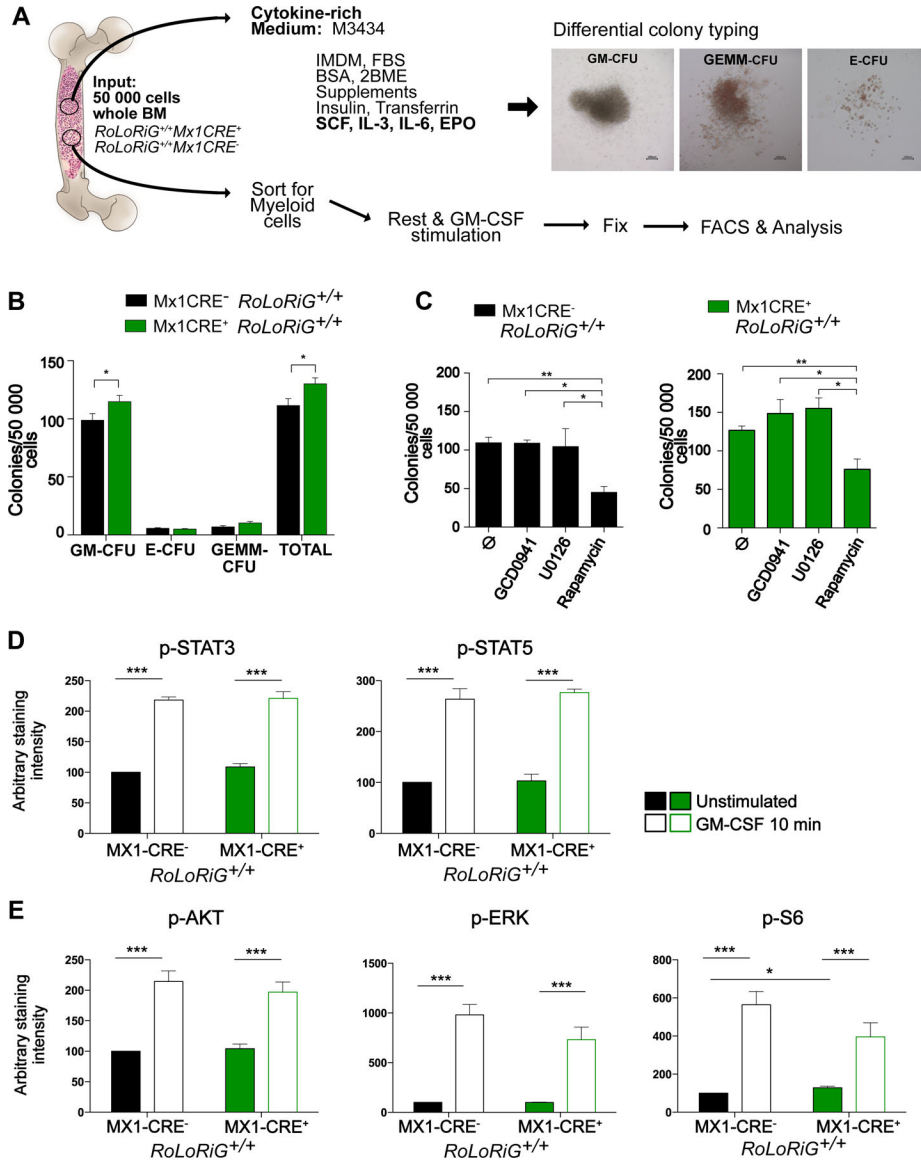 A
Cytokine-rich
Medium: M3434
IMDM, FBS
BSA, 2BME
Supplements
Insulin, Transferrin
SCF, IL-3, IL-6, EPO
Input:
50 000 cells
whole BM
RoLoRiG+/+Mx1CRE+
RoLoRiG+/+Mx1CRE-
Differential colony typing
GM-CFU
GEMM-CFU
E-CFU
Sort for
Myeloid
cells
Rest & GM-CSF
stimulation
Fix
FACS & Analysis
B
Mx1CRE- RoLoRiG+/+
Mx1CRE+ RoLoRiG+/+
Colonies/50 000
cells
150
100
50
0
*
*
GM-CFU
E-CFU
GEMM-
CFU
TOTAL
C
Mx1CRE-
RoLoRiG+/+
Colonies/50 000
cells
200
150
100
50
0
**
*
*
Ø
GCD0941
U0126
Rapamycin
Mx1CRE+
RoLoRiG+/+
Colonies/50 000
cells
200
150
100
50
0
**
*
*
Ø
GCD0941
U0126
Rapamycin
D
p-STAT3
Arbitrary staining
intensity
250
200
150
100
50
0
***
***
MX1-CRE-
MX1-CRE+
RoLoRiG+/+
p-STAT5
300
200
100
0
***
***
MX1-CRE-
MX1-CRE+
RoLoRiG+/+
Unstimulated
GM-CSF 10 min
E
p-AKT
Arbitrary staining
intensity
250
200
150
100
50
0
***
***
MX1-CRE-
MX1-CRE+
RoLoRiG+/+
p-ERK
1500
1000
500
0
***
***
MX1-CRE-
MX1-CRE+
RoLoRiG+/+
p-S6
800
600
400
200
0
***
***
*
MX1-CRE-
MX1-CRE+
RoLoRiG+/+